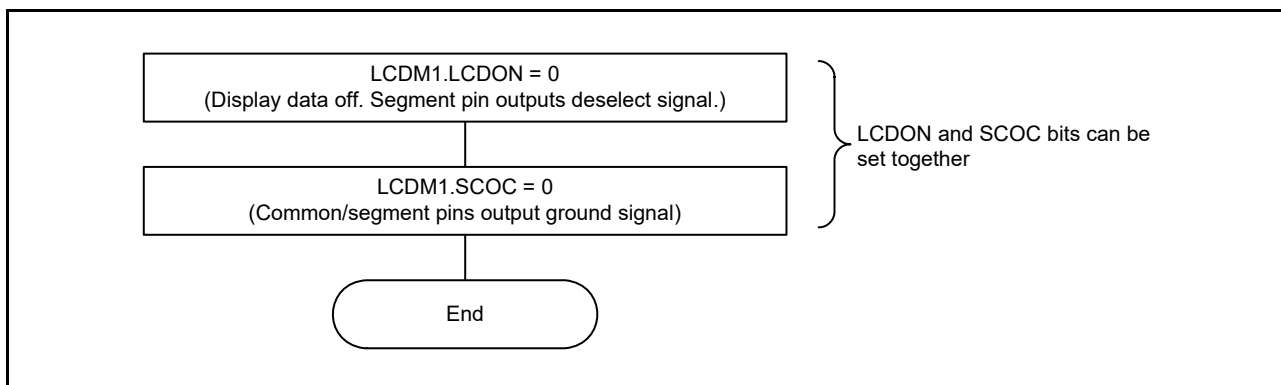 LCDM1.LCDON = 0
(Display data off. Segment pin outputs deselect signal.)
LCDON and SCOC bits can be
set together
LCDM1.SCOC = 0
(Common/segment pins output ground signal)
End